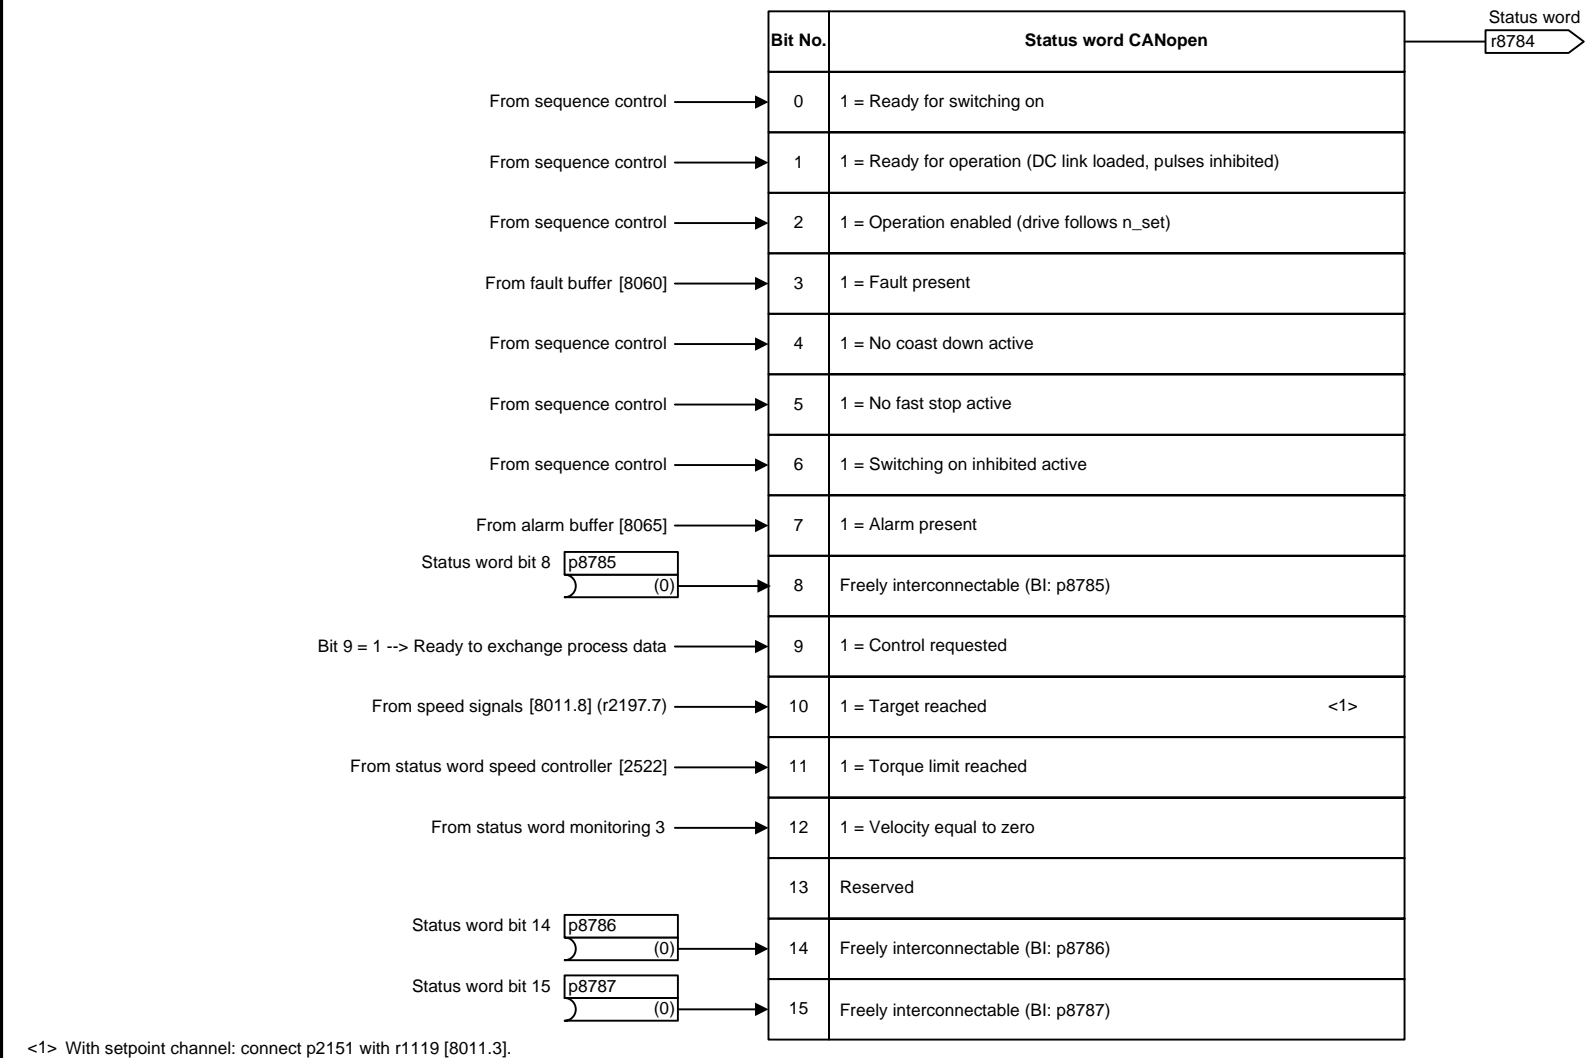 Status word
Bit No. Status word CANopen r8784
From sequence control 0 1 = Ready for switching on
From sequence control 1 1 = Ready for operation (DC link loaded, pulses inhibited)
From sequence control 2 1 = Operation enabled (drive follows n_set)
From fault buffer [8060] 3 1 = Fault present
From sequence control 4 1 = No coast down active
From sequence control 5 1 = No fast stop active
From sequence control 6 1 = Switching on inhibited active
From alarm buffer [8065] 7 1 = Alarm present
Status word bit 8 p8785
(0) 8 Freely interconnectable (BI: p8785)
Bit 9 = 1 --> Ready to exchange process data 9 1 = Control requested
From speed signals [8011.8] (r2197.7) 10 1 = Target reached <1>
From status word speed controller [2522] 11 1 = Torque limit reached
From status word monitoring 3 12 1 = Velocity equal to zero
13 Reserved
Status word bit 14 p8786
(0) 14 Freely interconnectable (BI: p8786)
Status word bit 15 p8787
(0) 15 Freely interconnectable (BI: p8787)
<1> With setpoint channel: connect p2151 with r1119 [8011.3].